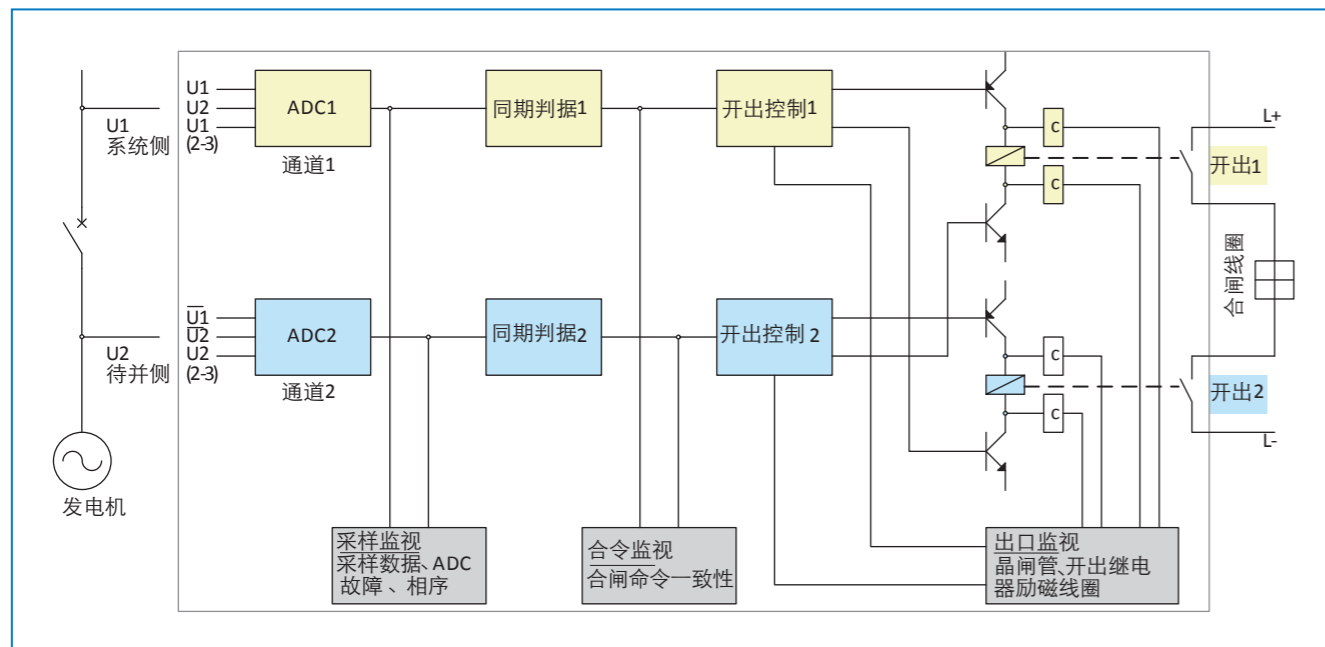 U1
系统侧
U1
U2
U1
(2-3)
ADC1
通道1
同期判据1
开出控制1
C
C
L+
开出1
合闸线圈
U2
待并侧
U1
U2
U2
(2-3)
ADC2
通道2
同期判据2
开出控制 2
C
C
开出2
L-
发电机
采样监视
采样数据、ADC
故障、相序
合令监视
合闸命令一致性
出口监视
晶闸管、开出继电
器励磁线圈